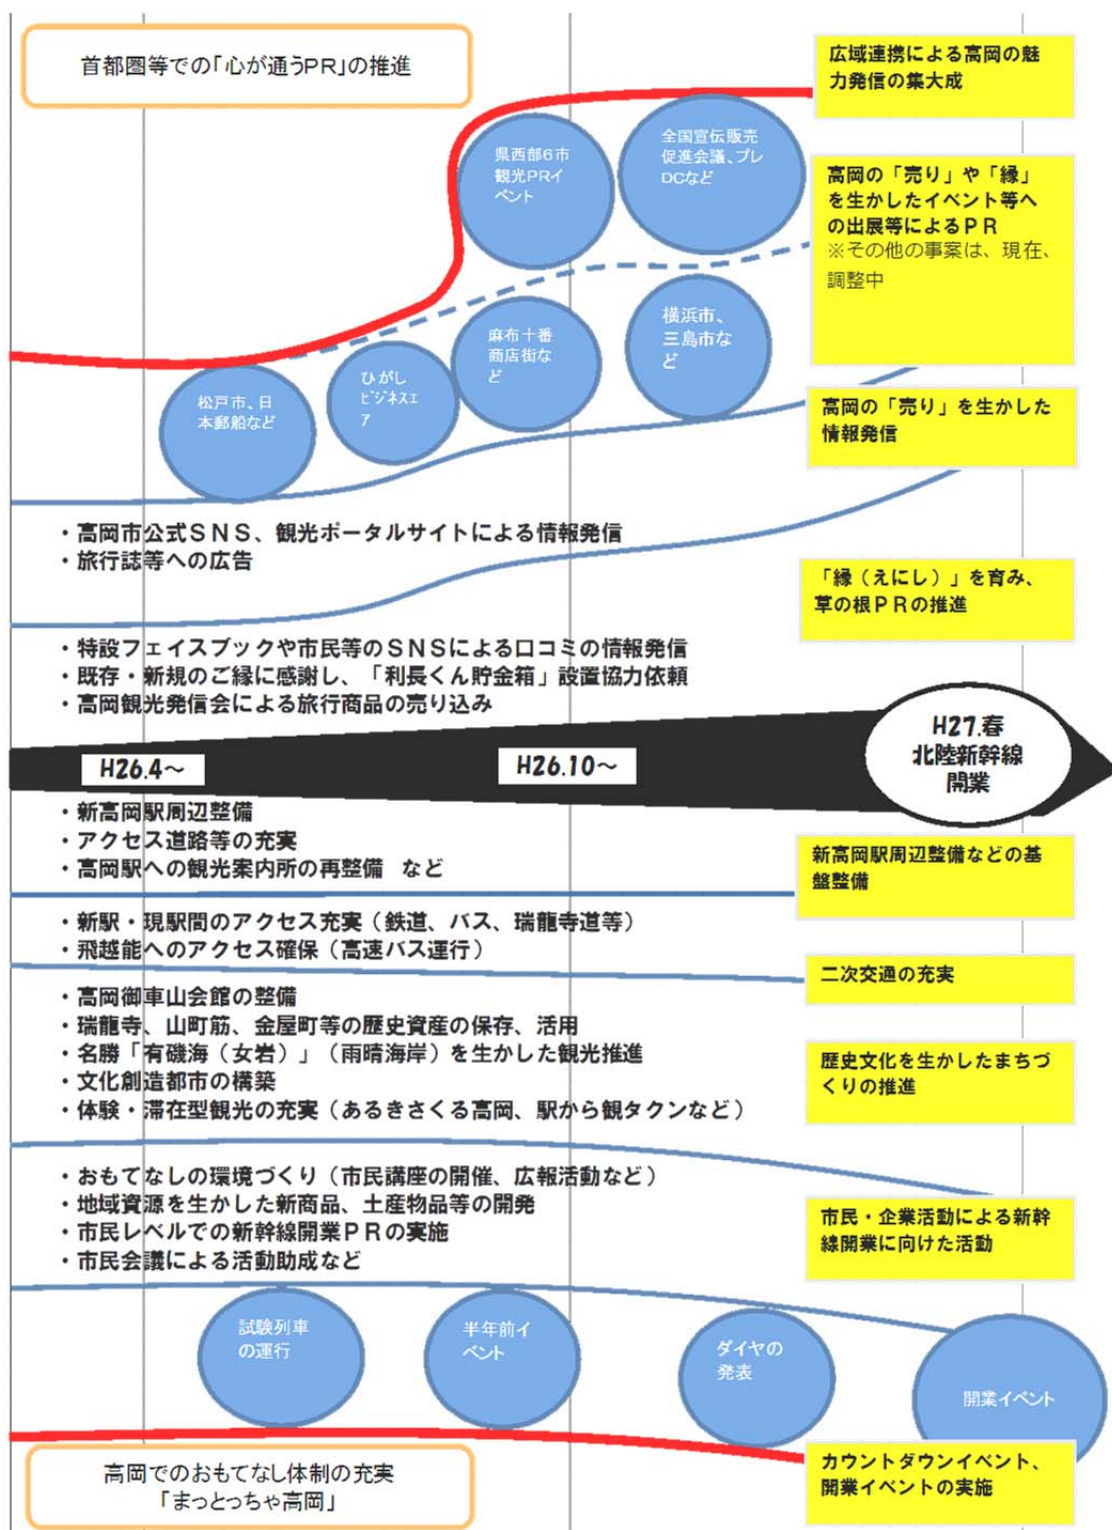 首都圏等での「心が通うPR」の推進
広域連携による高岡の魅
力発信の集大成
県西部6市
観光PRイ
ベント
全国宣伝販売
促進会議、プレ
DCなど
高岡の「売り」や「縁」
を生かしたイベント等へ
の出展等によるPR
※その他の事案は、現在、
調整中
松戸市、日
本郵船など
ひがし
ビジネスエ
ア
麻布十番
商店街な
ど
横浜市、
三島市な
ど
高岡の「売り」を生かした
情報発信
・高岡市公式SNS、観光ポータルサイトによる情報発信
・旅行誌等への広告
「縁（えにし）」を育み、
草の根PRの推進
・特設フェイスブックや市民等のSNSによる口コミの情報発信
・既存・新規のご縁に感謝し、「利長くん貯金箱」設置協力依頼
・高岡観光発信会による旅行商品の売り込み
H26.4～
H26.10～
H27.春
北陸新幹線
開業
・新高岡駅周辺整備
・アクセス道路等の充実
・高岡駅への観光案内所の再整備 など
新高岡駅周辺整備などの基
盤整備
・新駅・現駅間のアクセス充実（鉄道、バス、瑞龍寺道等）
・飛越能へのアクセス確保（高速バス運行）
二次交通の充実
・高岡御車山会館の整備
・瑞龍寺、山町筋、金屋町等の歴史資産の保存、活用
・名勝「有磯海（女岩）」（雨晴海岸）を生かした観光推進
・文化創造都市の構築
・体験・滞在型観光の充実（あるきさくる高岡、駅から観タクンなど）
歴史文化を生かしたまちづ
くりの推進
・おもてなしの環境づくり（市民講座の開催、広報活動など）
・地域資源を生かした新商品、土産物品等の開発
・市民レベルでの新幹線開業PRの実施
・市民会議による活動助成など
市民・企業活動による新幹
線開業に向けた活動
試験列車
の運行
半年前イ
ベント
ダイヤの
発表
開業イベント
高岡でのおもてなし体制の充実
「まっとっちゃ高岡」
カウントダウンイベント、
開業イベントの実施